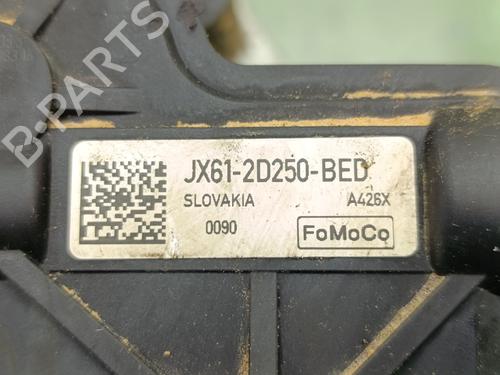 B-PARTS
JX61-2D250-BED
SLOVAKIA A426X
0090 FoMoCo